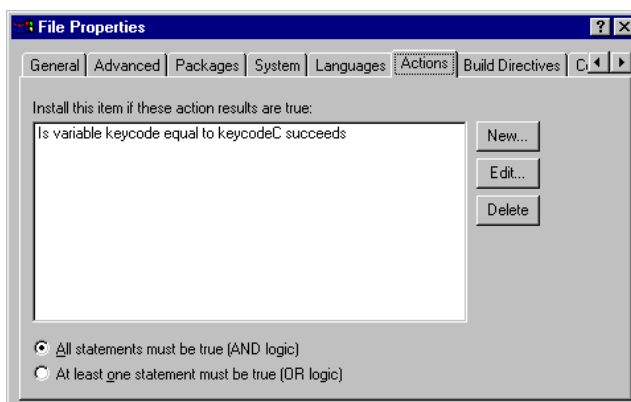 File Properties
General Advanced Packages System Languages Actions Build Directives
Install this item if these action results are true:
Is variable keycode equal to keycodeC succeeds
New...
Edit...
Delete
All statements must be true (AND logic)
At least one statement must be true (OR logic)